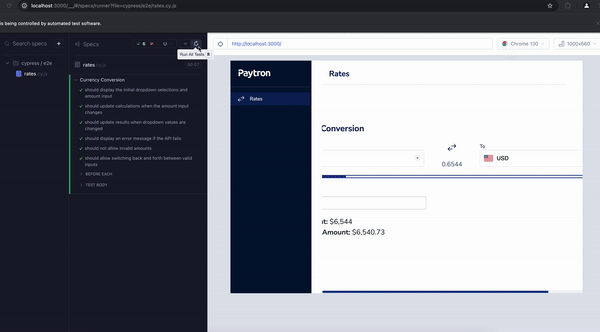 localhost:3000/__/#/specs/runner?file=cypress/e2e/rates.cy.js
is being controlled by automated test software.
Search specs
Specs
Run All Tests R
http://localhost:3000/
Chrome 130
1000x660
cypress / e2e
rates.cy.js
rates.cy.js
Currency Conversion
should display the initial dropdown selections and
amount input
should update calculations when the amount input
changes
should update results when dropdown values are
changed
should display an error message if the API fails
should not allow invalid amounts
should allow switching back and forth between valid
inputs
BEFORE EACH
TEST BODY
Paytron
Rates
Rates
Conversion
To
0.6544
USD
t: $6,544
Amount: $6,540.73